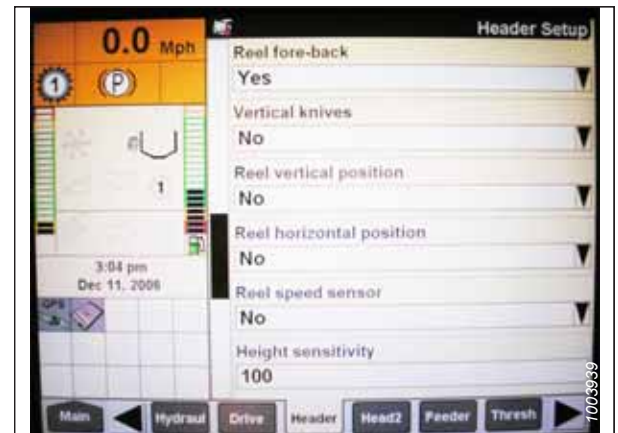 0.0 Mph
Header Setup
1
(P)
Reel fore-back
Yes
Vertical knives
No
1
Reel vertical position
No
Reel horizontal position
No
3:04 pm
Dec 11, 2006
GPS
Reel speed sensor
No
Height sensitivity
100
Main
Hydraul
Drive
Header
Head2
Feeder
Thresh
1003939